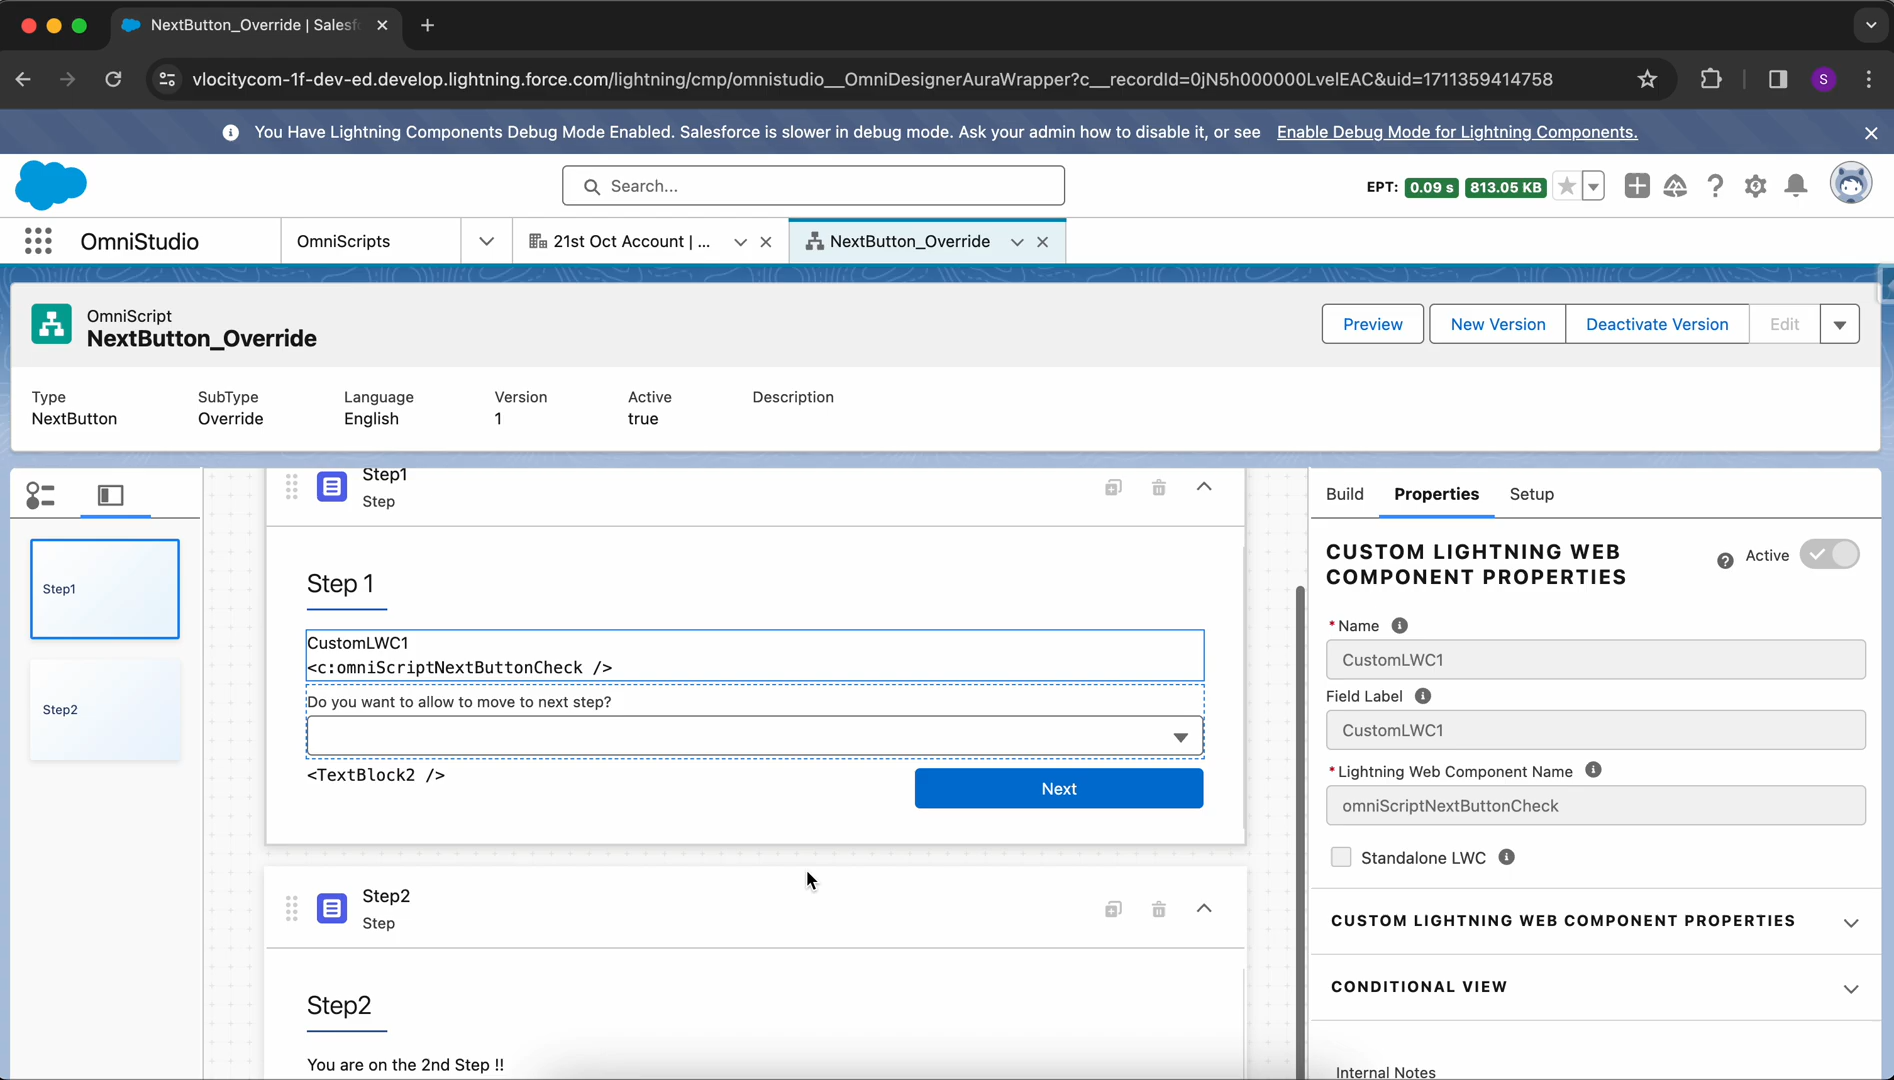 NextButton_Override | Salesfo
vlocitycom-1f-dev-ed.develop.lightning.force.com/lightning/cmp/omnistudio__OmniDesignerAuraWrapper?c__recordId=0jN5h000000LvelEAC&uid=1711359414758
S
You Have Lightning Components Debug Mode Enabled. Salesforce is slower in debug mode. Ask your admin how to disable it, or see Enable Debug Mode for Lightning Components.
Search...
EPT: 0.09 s 813.05 KB
OmniStudio
OmniScripts
21st Oct Account | ...
NextButton_Override
OmniScript
NextButton_Override
Preview
New Version
Deactivate Version
Edit
Type SubType Language Version Active Description
NextButton Override English 1 true
Step1
Step2
Step1
Step
Step 1
CustomLWC1
<c:omniScriptNextButtonCheck />
Do you want to allow to move to next step?
<TextBlock2 />
Next
Step2
Step
Step2
You are on the 2nd Step !!
Build Properties Setup
CUSTOM LIGHTNING WEB
COMPONENT PROPERTIES
Active
* Name
CustomLWC1
Field Label
CustomLWC1
* Lightning Web Component Name
omniScriptNextButtonCheck
Standalone LWC
CUSTOM LIGHTNING WEB COMPONENT PROPERTIES
CONDITIONAL VIEW
Internal Notes